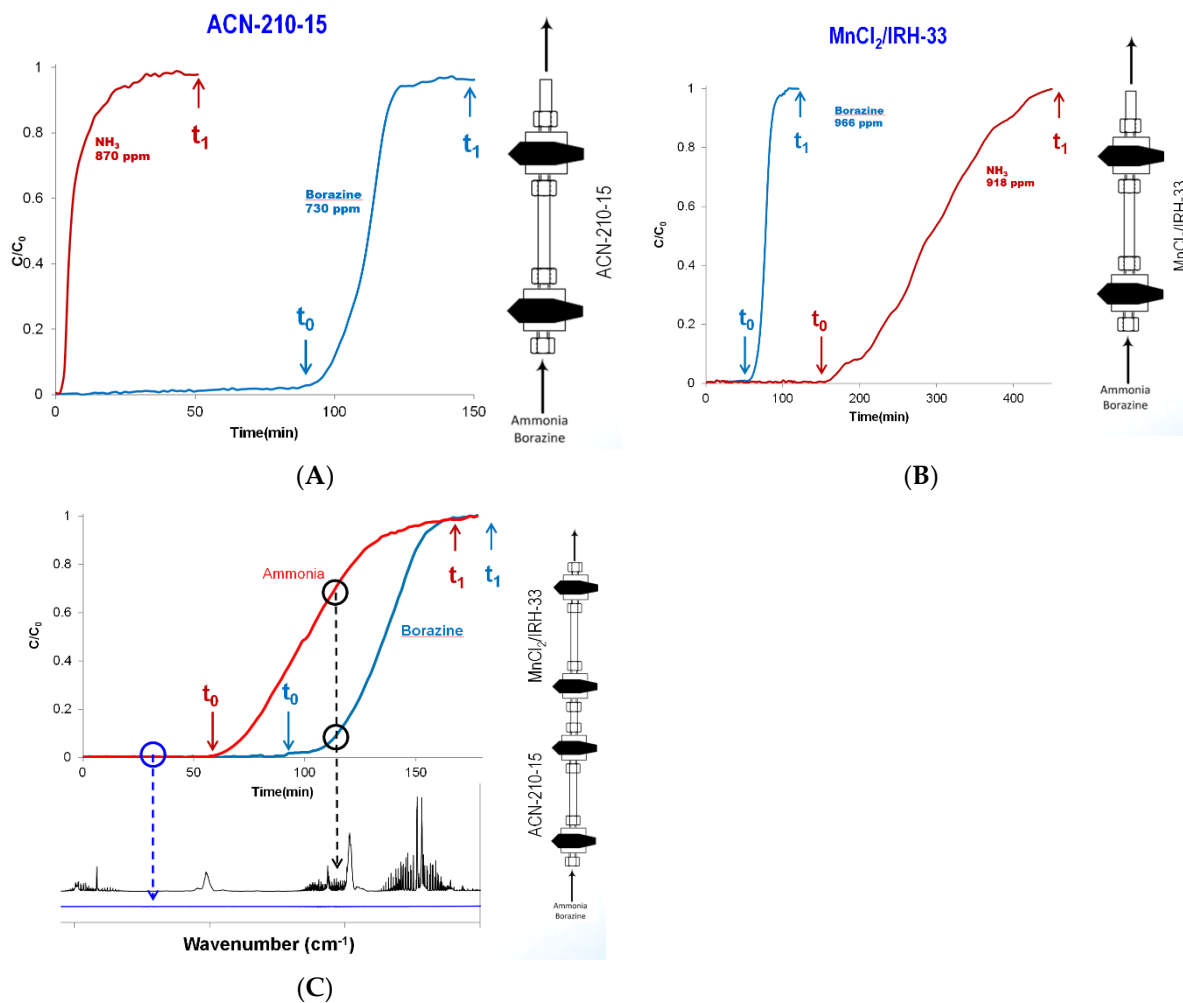 ACN-210-15
1
0.8
0.6
0.4
0.2
0
C/C₀
NH₃
870 ppm
t₁
Borazine
730 ppm
t₀
t₁
0
50
100
150
Time(min)
ACN-210-15
Ammonia
Borazine
(A)
MnCl₂/IRH-33
1
0.8
0.6
0.4
0.2
0
C/C₀
Borazine
966 ppm
t₁
NH₃
918 ppm
t₁
t₀
t₀
0
100
200
300
400
Time(min)
MnCl₂/IRH-33
Ammonia
Borazine
(B)
1
0.8
0.6
0.4
0.2
0
C/C₀
Ammonia
Borazine
t₀
t₀
t₁
t₁
0
50
100
150
Time(min)
Wavenumber (cm⁻¹)
MnCl₂/IRH-33
ACN-210-15
Ammonia
Borazine
(C)